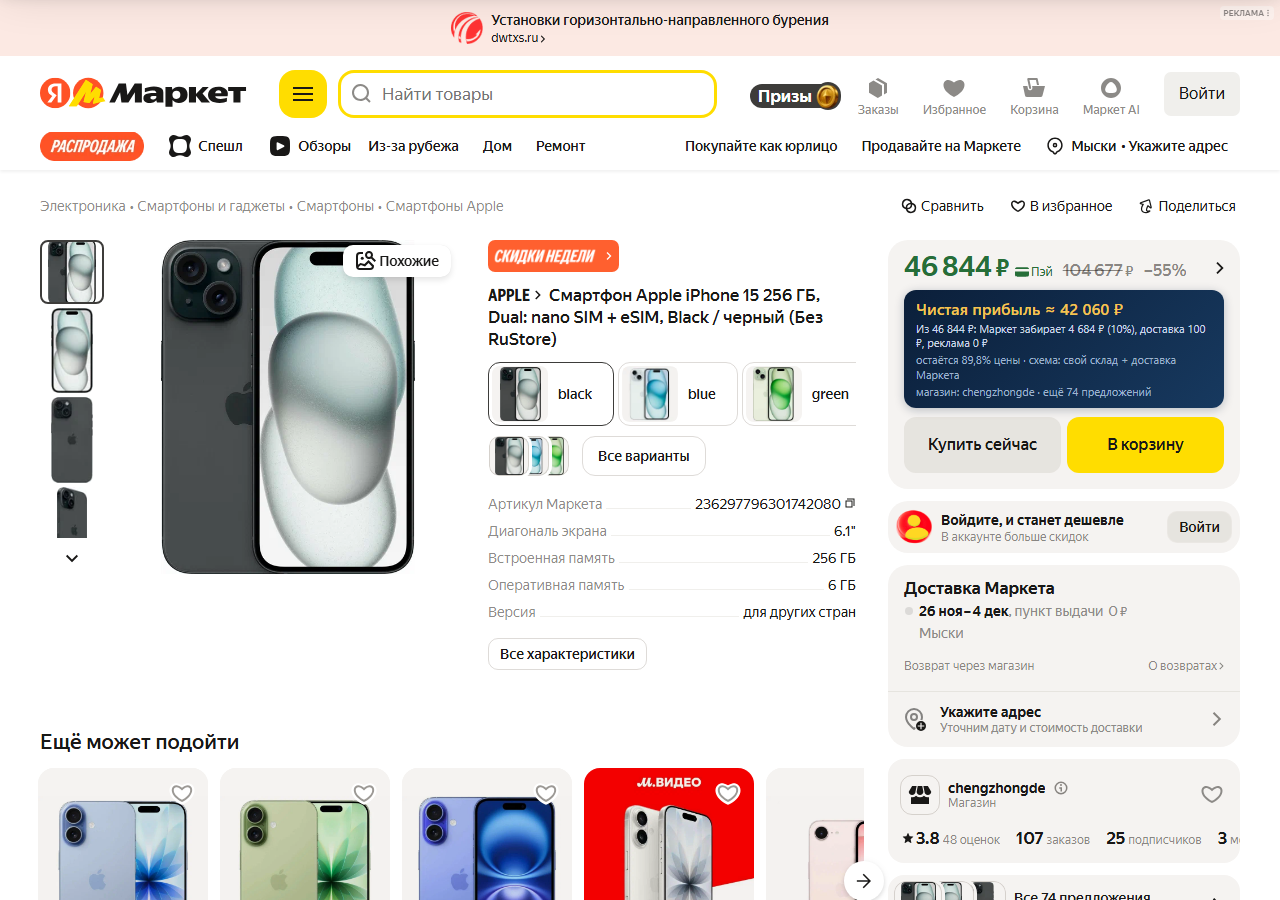 Установки горизонтально-направленного бурения
dwtxs.ru ›
РЕКЛАМА
Я М Маркет
Найти товары
Призы
Заказы
Избранное
Корзина
Маркет AI
Войти
РАСПРОДАЖА
Спешл
Обзоры
Из-за рубежа
Дом
Ремонт
Покупайте как юрлицо
Продавайте на Маркете
Мыски • Укажите адрес
Электроника • Смартфоны и гаджеты • Смартфоны • Смартфоны Apple
Сравнить
В избранное
Поделиться
Похожие
СКИДКИ НЕДЕЛИ ›
APPLE › Смартфон Apple iPhone 15 256 ГБ,
Dual: nano SIM + eSIM, Black / черный (Без
RuStore)
black
blue
green
Все варианты
Артикул Маркета 236297796301742080
Диагональ экрана 6.1"
Встроенная память 256 ГБ
Оперативная память 6 ГБ
Версия для других стран
Все характеристики
46 844 ₽ Пэй 104 677 ₽ −55%
Чистая прибыль ≈ 42 060 ₽
Из 46 844 ₽: Маркет забирает 4 684 ₽ (10%), доставка 100
₽, реклама 0 ₽
остаётся 89,8% цены · схема: свой склад + доставка
Маркета
магазин: chengzhongde · ещё 74 предложений
Купить сейчас
В корзину
Войдите, и станет дешевле
В аккаунте больше скидок
Войти
Доставка Маркета
26 ноя – 4 дек, пункт выдачи 0 ₽
Мыски
Возврат через магазин
О возвратах ›
Укажите адрес
Уточним дату и стоимость доставки
chengzhongde
Магазин
3.8 48 оценок 107 заказов 25 подписчиков 3
Все 74 предложения
Ещё может подойти
М.ВИДЕО